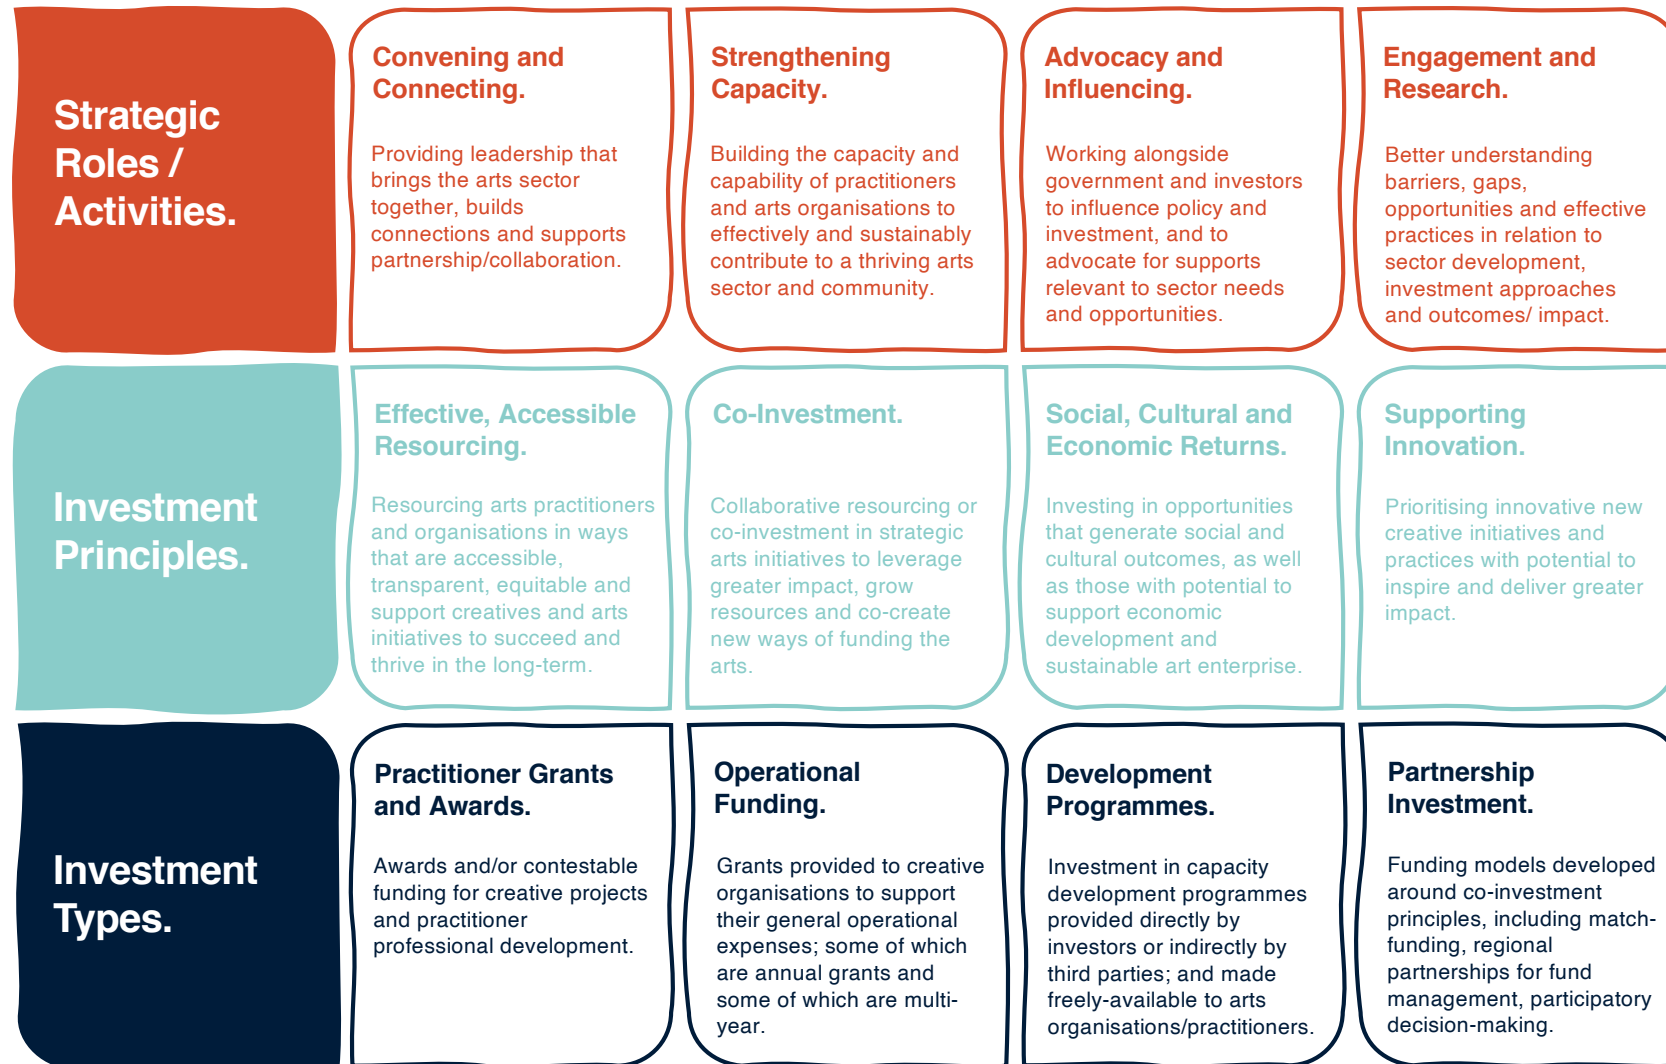 Strategic
Roles /
Activities.
Convening and
Connecting.
Providing leadership that
brings the arts sector
together, builds
connections and supports
partnership/collaboration.
Strengthening
Capacity.
Building the capacity and
capability of practitioners
and arts organisations to
effectively and sustainably
contribute to a thriving arts
sector and community.
Advocacy and
Influencing.
Working alongside
government and investors
to influence policy and
investment, and to
advocate for supports
relevant to sector needs
and opportunities.
Engagement and
Research.
Better understanding
barriers, gaps,
opportunities and effective
practices in relation to
sector development,
investment approaches
and outcomes/ impact.
Investment
Principles.
Effective, Accessible
Resourcing.
Resourcing arts practitioners
and organisations in ways
that are accessible,
transparent, equitable and
support creatives and arts
initiatives to succeed and
thrive in the long-term.
Co-Investment.
Collaborative resourcing or
co-investment in strategic
arts initiatives to leverage
greater impact, grow
resources and co-create
new ways of funding the
arts.
Social, Cultural and
Economic Returns.
Investing in opportunities
that generate social and
cultural outcomes, as well
as those with potential to
support economic
development and
sustainable art enterprise.
Supporting
Innovation.
Prioritising innovative new
creative initiatives and
practices with potential to
inspire and deliver greater
impact.
Investment
Types.
Practitioner Grants
and Awards.
Awards and/or contestable
funding for creative projects
and practitioner
professional development.
Operational
Funding.
Grants provided to creative
organisations to support
their general operational
expenses; some of which
are annual grants and
some of which are multi-
year.
Development
Programmes.
Investment in capacity
development programmes
provided directly by
investors or indirectly by
third parties; and made
freely-available to arts
organisations/practitioners.
Partnership
Investment.
Funding models developed
around co-investment
principles, including match-
funding, regional
partnerships for fund
management, participatory
decision-making.